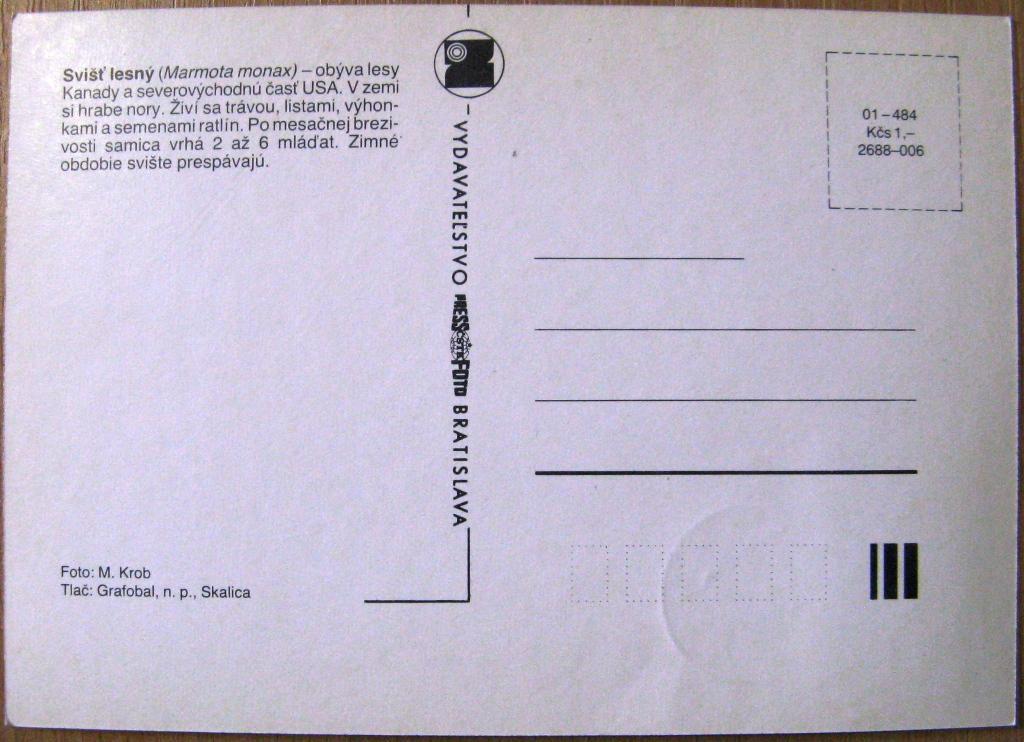 Svišť lesný (Marmota monax) – obýva lesy
Kanady a severovýchodnú časť USA. V zemi
si hrabe nory. Živí sa trávou, listami, výhon-
kami a semenami ratlín. Po mesačnej brezi-
vosti samica vrhá 2 až 6 mláďat. Zimné
obdobie svište prespávajú.
Foto: M. Krob
Tlač: Grafobal, n. p., Skalica
VYDAVATEĽSTVO PRESSFOTO BRATISLAVA
ČSTK
01 – 484
Kčs 1,–
2688–006